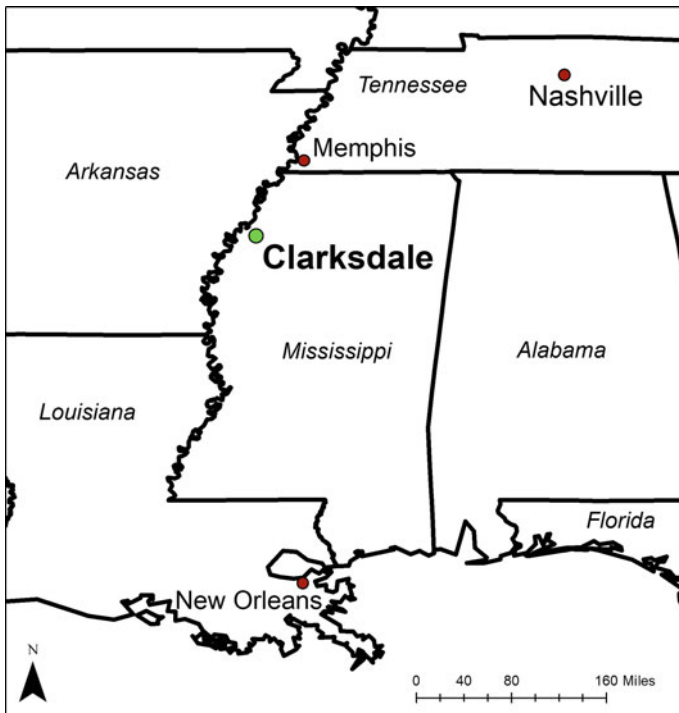 Tennessee
Nashville
Memphis
Arkansas
Clarksdale
Mississippi
Alabama
Louisiana
Florida
New Orleans
N
0 40 80 160 Miles